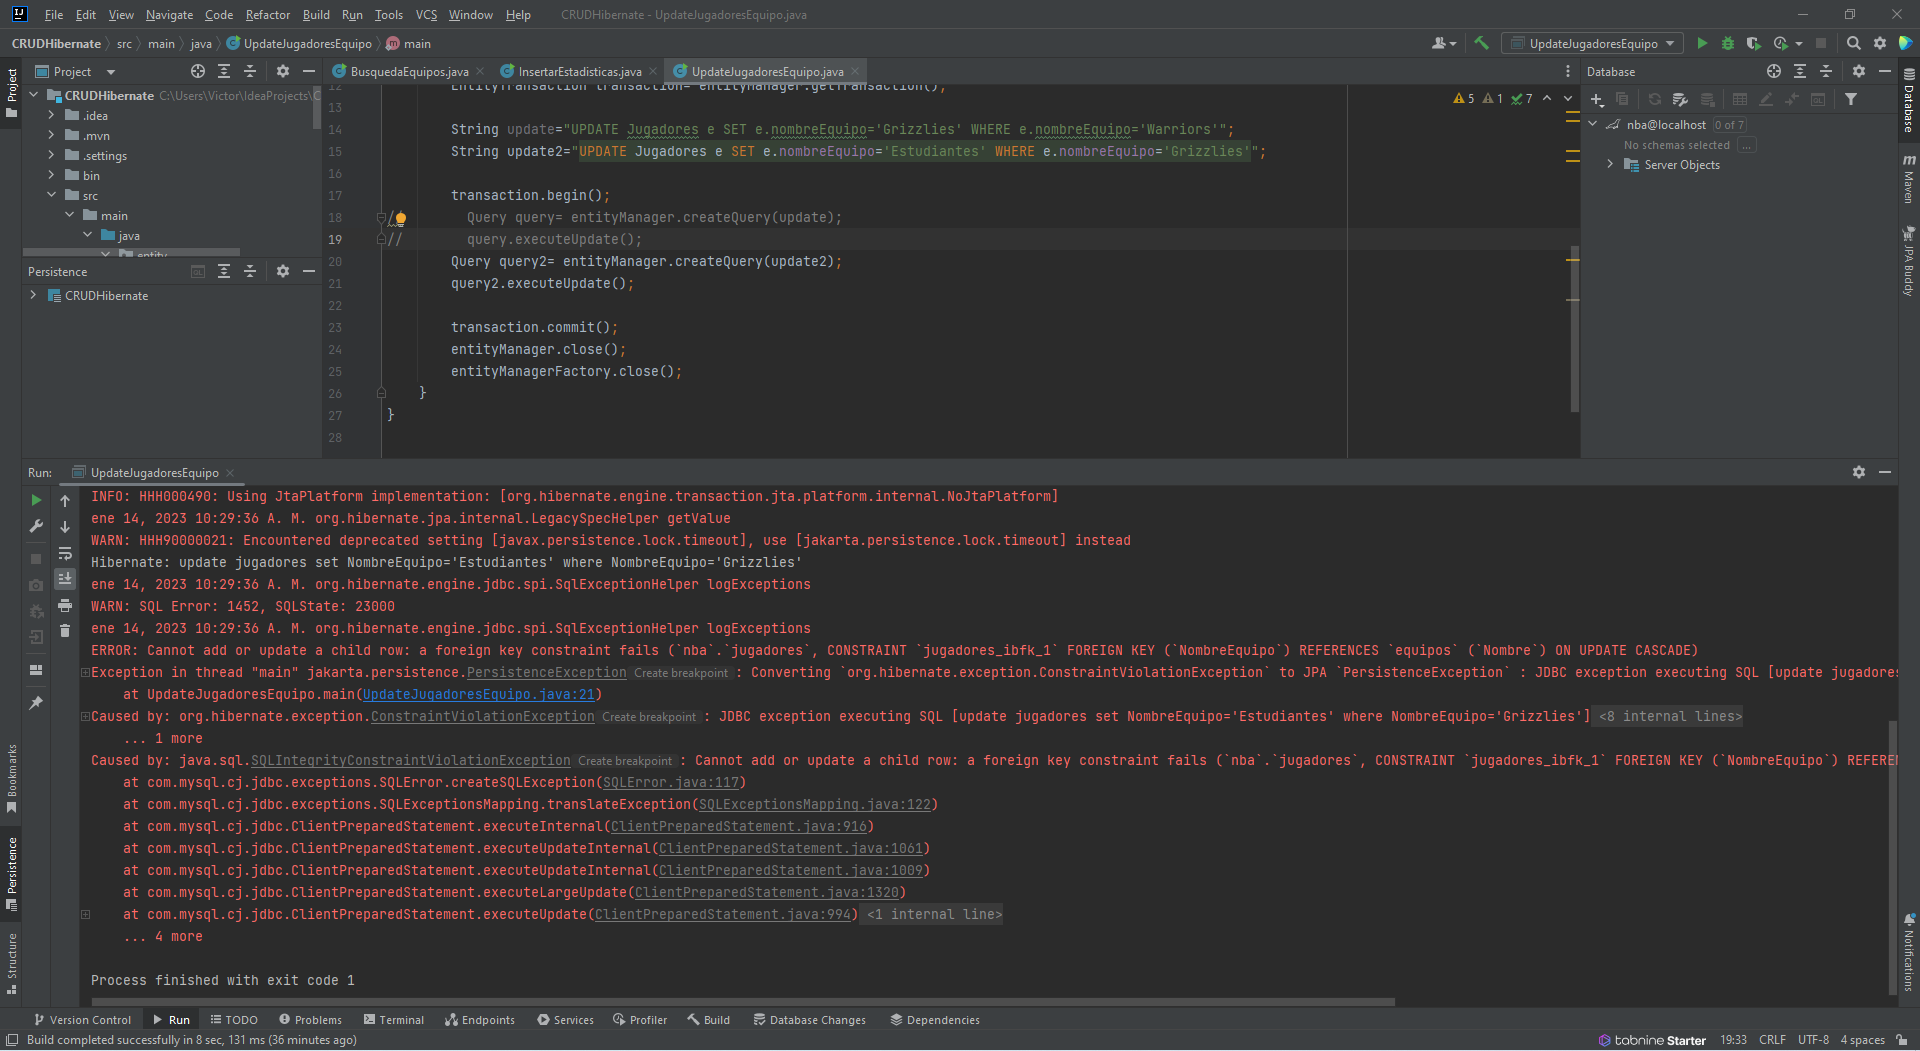 File Edit View Navigate Code Refactor Build Run Tools VCS Window Help CRUDHibernate - UpdateJugadoresEquipo.java
CRUDHibernate src main java UpdateJugadoresEquipo main UpdateJugadoresEquipo
Project
CRUDHibernate C:\Users\Victor\IdeaProjects\C
.idea
.mvn
.settings
bin
src
main
java
entity
Persistence
CRUDHibernate
BusquedaEquipos.java InsertarEstadisticas.java UpdateJugadoresEquipo.java
5 1 7
12 EntityTransaction transaction= entityManager.getTransaction();
13
14 String update="UPDATE Jugadores e SET e.nombreEquipo='Grizzlies' WHERE e.nombreEquipo='Warriors'";
15 String update2="UPDATE Jugadores e SET e.nombreEquipo='Estudiantes' WHERE e.nombreEquipo='Grizzlies'";
16
17 transaction.begin();
18 // Query query= entityManager.createQuery(update);
19 // query.executeUpdate();
20 Query query2= entityManager.createQuery(update2);
21 query2.executeUpdate();
22
23 transaction.commit();
24 entityManager.close();
25 entityManagerFactory.close();
26 }
27 }
28
Database
nba@localhost 0 of 7
No schemas selected ...
Server Objects
Database
Maven
JPA Buddy
Notifications
Project
Bookmarks
Persistence
Structure
Run: UpdateJugadoresEquipo
INFO: HHH000490: Using JtaPlatform implementation: [org.hibernate.engine.transaction.jta.platform.internal.NoJtaPlatform]
ene 14, 2023 10:29:36 A. M. org.hibernate.jpa.internal.LegacySpecHelper getValue
WARN: HHH90000021: Encountered deprecated setting [javax.persistence.lock.timeout], use [jakarta.persistence.lock.timeout] instead
Hibernate: update jugadores set NombreEquipo='Estudiantes' where NombreEquipo='Grizzlies'
ene 14, 2023 10:29:36 A. M. org.hibernate.engine.jdbc.spi.SqlExceptionHelper logExceptions
WARN: SQL Error: 1452, SQLState: 23000
ene 14, 2023 10:29:36 A. M. org.hibernate.engine.jdbc.spi.SqlExceptionHelper logExceptions
ERROR: Cannot add or update a child row: a foreign key constraint fails (`nba`.`jugadores`, CONSTRAINT `jugadores_ibfk_1` FOREIGN KEY (`NombreEquipo`) REFERENCES `equipos` (`Nombre`) ON UPDATE CASCADE)
Exception in thread "main" jakarta.persistence.PersistenceException Create breakpoint : Converting `org.hibernate.exception.ConstraintViolationException` to JPA `PersistenceException` : JDBC exception executing SQL [update jugadores
at UpdateJugadoresEquipo.main(UpdateJugadoresEquipo.java:21)
Caused by: org.hibernate.exception.ConstraintViolationException Create breakpoint : JDBC exception executing SQL [update jugadores set NombreEquipo='Estudiantes' where NombreEquipo='Grizzlies'] <8 internal lines>
... 1 more
Caused by: java.sql.SQLIntegrityConstraintViolationException Create breakpoint : Cannot add or update a child row: a foreign key constraint fails (`nba`.`jugadores`, CONSTRAINT `jugadores_ibfk_1` FOREIGN KEY (`NombreEquipo`) REFEREN
at com.mysql.cj.jdbc.exceptions.SQLError.createSQLException(SQLError.java:117)
at com.mysql.cj.jdbc.exceptions.SQLExceptionsMapping.translateException(SQLExceptionsMapping.java:122)
at com.mysql.cj.jdbc.ClientPreparedStatement.executeInternal(ClientPreparedStatement.java:916)
at com.mysql.cj.jdbc.ClientPreparedStatement.executeUpdateInternal(ClientPreparedStatement.java:1061)
at com.mysql.cj.jdbc.ClientPreparedStatement.executeUpdateInternal(ClientPreparedStatement.java:1009)
at com.mysql.cj.jdbc.ClientPreparedStatement.executeLargeUpdate(ClientPreparedStatement.java:1320)
at com.mysql.cj.jdbc.ClientPreparedStatement.executeUpdate(ClientPreparedStatement.java:994) <1 internal line>
... 4 more
Process finished with exit code 1
Version Control Run TODO Problems Terminal Endpoints Services Profiler Build Database Changes Dependencies
Build completed successfully in 8 sec, 131 ms (36 minutes ago) tabnine Starter 19:33 CRLF UTF-8 4 spaces